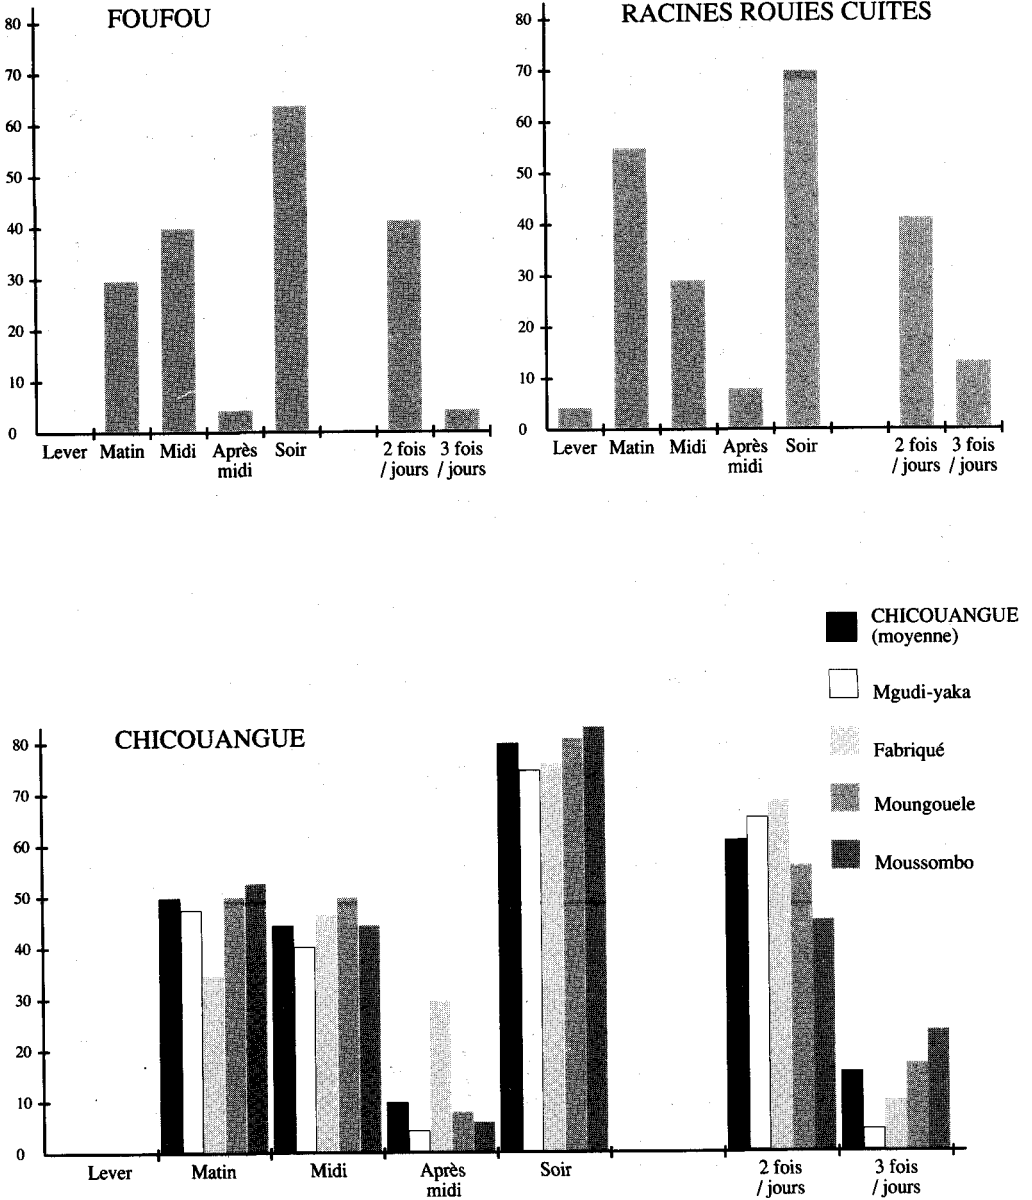 FOUFOU
80
70
60
50
40
30
20
10
0
Lever Matin Midi Après midi Soir 2 fois / jours 3 fois / jours
RACINES ROUIES CUITES
80
70
60
50
40
30
20
10
0
Lever Matin Midi Après midi Soir 2 fois / jours 3 fois / jours
CHICOUANGUE
(moyenne)
Mgudi-yaka
Fabriqué
Moungouele
Moussombo
CHICOUANGUE
80
70
60
50
40
30
20
10
0
Lever Matin Midi Après midi Soir 2 fois / jours 3 fois / jours